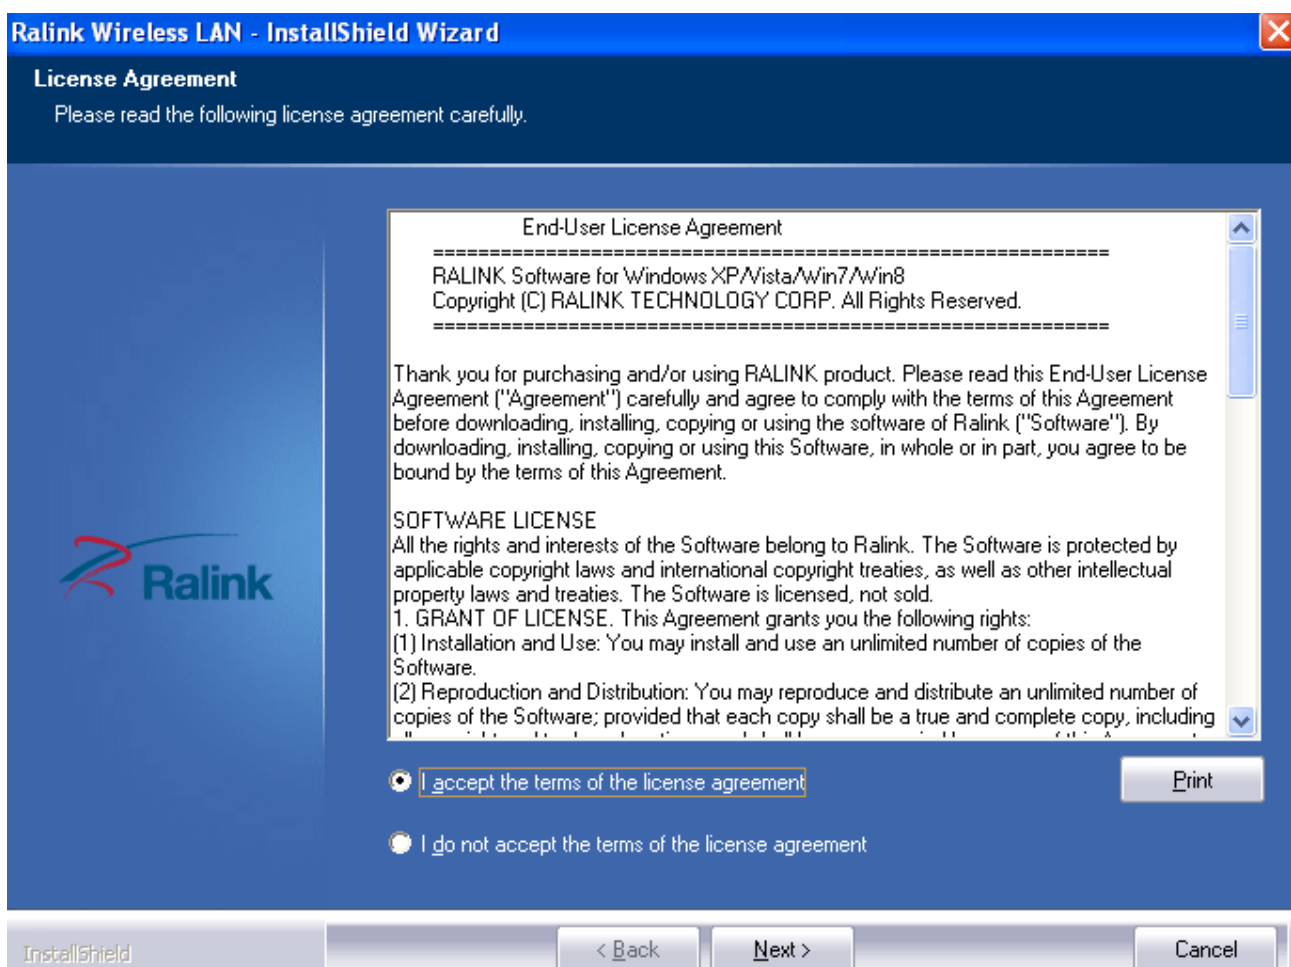 Ralink Wireless LAN - InstallShield Wizard
License Agreement
Please read the following license agreement carefully.
End-User License Agreement
============================================================
RALINK Software for Windows XP/Vista/Win7/Win8
Copyright (C) RALINK TECHNOLOGY CORP. All Rights Reserved.
============================================================
Thank you for purchasing and/or using RALINK product. Please read this End-User License
Agreement ("Agreement") carefully and agree to comply with the terms of this Agreement
before downloading, installing, copying or using the software of Ralink ("Software"). By
downloading, installing, copying or using this Software, in whole or in part, you agree to be
bound by the terms of this Agreement.
SOFTWARE LICENSE
All the rights and interests of the Software belong to Ralink. The Software is protected by
applicable copyright laws and international copyright treaties, as well as other intellectual
property laws and treaties. The Software is licensed, not sold.
1. GRANT OF LICENSE. This Agreement grants you the following rights:
(1) Installation and Use: You may install and use an unlimited number of copies of the
Software.
(2) Reproduction and Distribution: You may reproduce and distribute an unlimited number of
copies of the Software; provided that each copy shall be a true and complete copy, including
Ralink
I accept the terms of the license agreement
Print
I do not accept the terms of the license agreement
InstallShield
< Back
Next >
Cancel